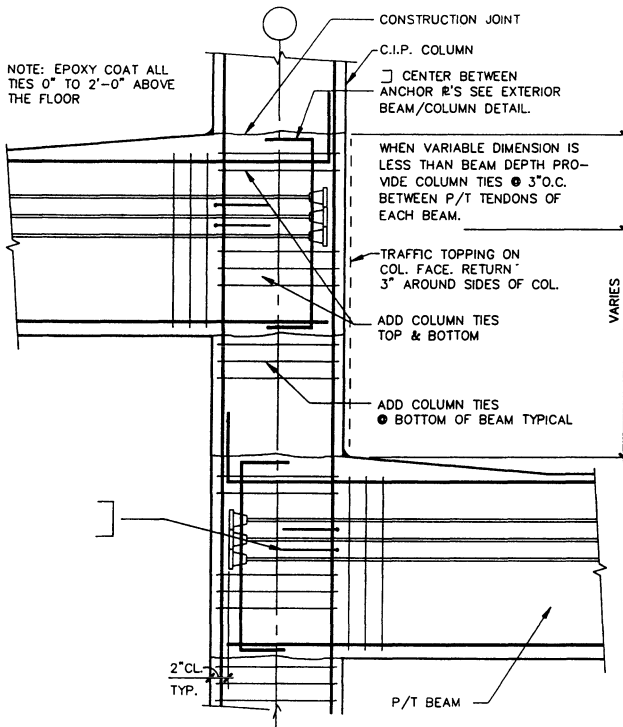 CONSTRUCTION JOINT
C.I.P. COLUMN
NOTE: EPOXY COAT ALL
TIES 0" TO 2'-0" ABOVE
THE FLOOR
CENTER BETWEEN
ANCHOR ⅊'S SEE EXTERIOR
BEAM/COLUMN DETAIL.
WHEN VARIABLE DIMENSION IS
LESS THAN BEAM DEPTH PRO-
VIDE COLUMN TIES @ 3"O.C.
BETWEEN P/T TENDONS OF
EACH BEAM.
TRAFFIC TOPPING ON
COL. FACE. RETURN
3" AROUND SIDES OF COL.
VARIES
ADD COLUMN TIES
TOP & BOTTOM
ADD COLUMN TIES
@ BOTTOM OF BEAM TYPICAL
2"CL.
TYP.
P/T BEAM